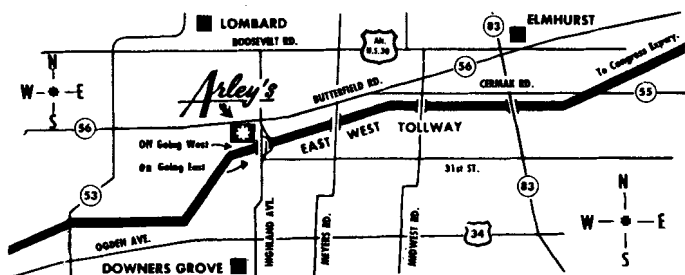 LOMBARD
ELMHURST
83
BOOSEVELT RD.
Alt.
U.S. 30
N
W E
S
Arley's
BUTTERFIELD RD.
56
CERMAK RD.
To Congress Expwy.
55
56
Off Going West
EAST WEST TOLLWAY
On Going East
31st ST.
53
83
N
W E
S
HIGHLAND AVE.
MEYERS RD.
MIDWEST RD.
34
OGDEN AVE.
DOWNERS GROVE